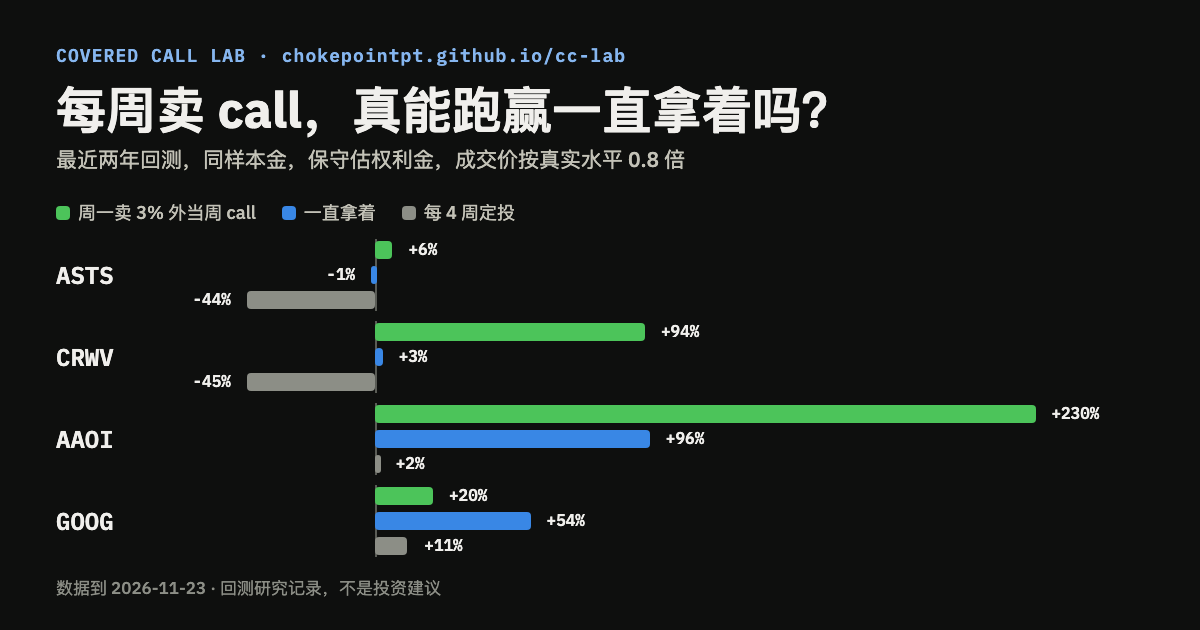 COVERED CALL LAB · chokepointpt.github.io/cc-lab
每周卖 call，真能跑赢一直拿着吗？
最近两年回测，同样本金，保守估权利金，成交价按真实水平 0.8 倍
周一卖 3% 外当周 call 一直拿着 每 4 周定投
+6%
ASTS -1%
-44%
+94%
CRWV +3%
-45%
+230%
AAOI +96%
+2%
+20%
GOOG +54%
+11%
数据到 2026-11-23 · 回测研究记录，不是投资建议